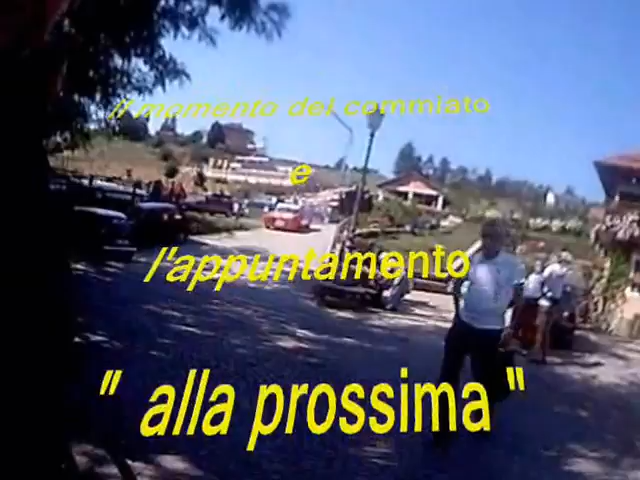 il momento del commiato
e
l'appuntamento
" alla prossima "